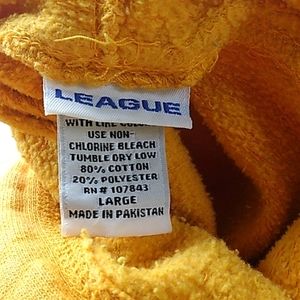 LEAGUE
WITH LIKE COLORS
USE NON-
CHLORINE BLEACH
TUMBLE DRY LOW
80% COTTON
20% POLYESTER
RN # 107843
LARGE
MADE IN PAKISTAN